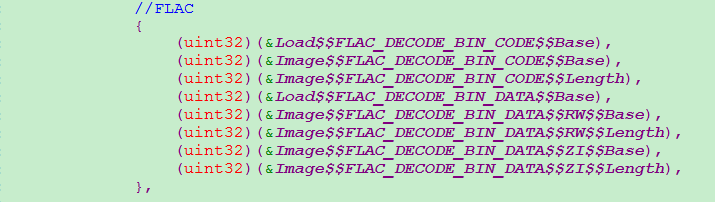 //FLAC
{
(uint32)(&Load$$FLAC_DECODE_BIN_CODE$$Base),
(uint32)(&Image$$FLAC_DECODE_BIN_CODE$$Base),
(uint32)(&Image$$FLAC_DECODE_BIN_CODE$$Length),
(uint32)(&Load$$FLAC_DECODE_BIN_DATA$$Base),
(uint32)(&Image$$FLAC_DECODE_BIN_DATA$$RW$$Base),
(uint32)(&Image$$FLAC_DECODE_BIN_DATA$$RW$$Length),
(uint32)(&Image$$FLAC_DECODE_BIN_DATA$$ZI$$Base),
(uint32)(&Image$$FLAC_DECODE_BIN_DATA$$ZI$$Length),
},